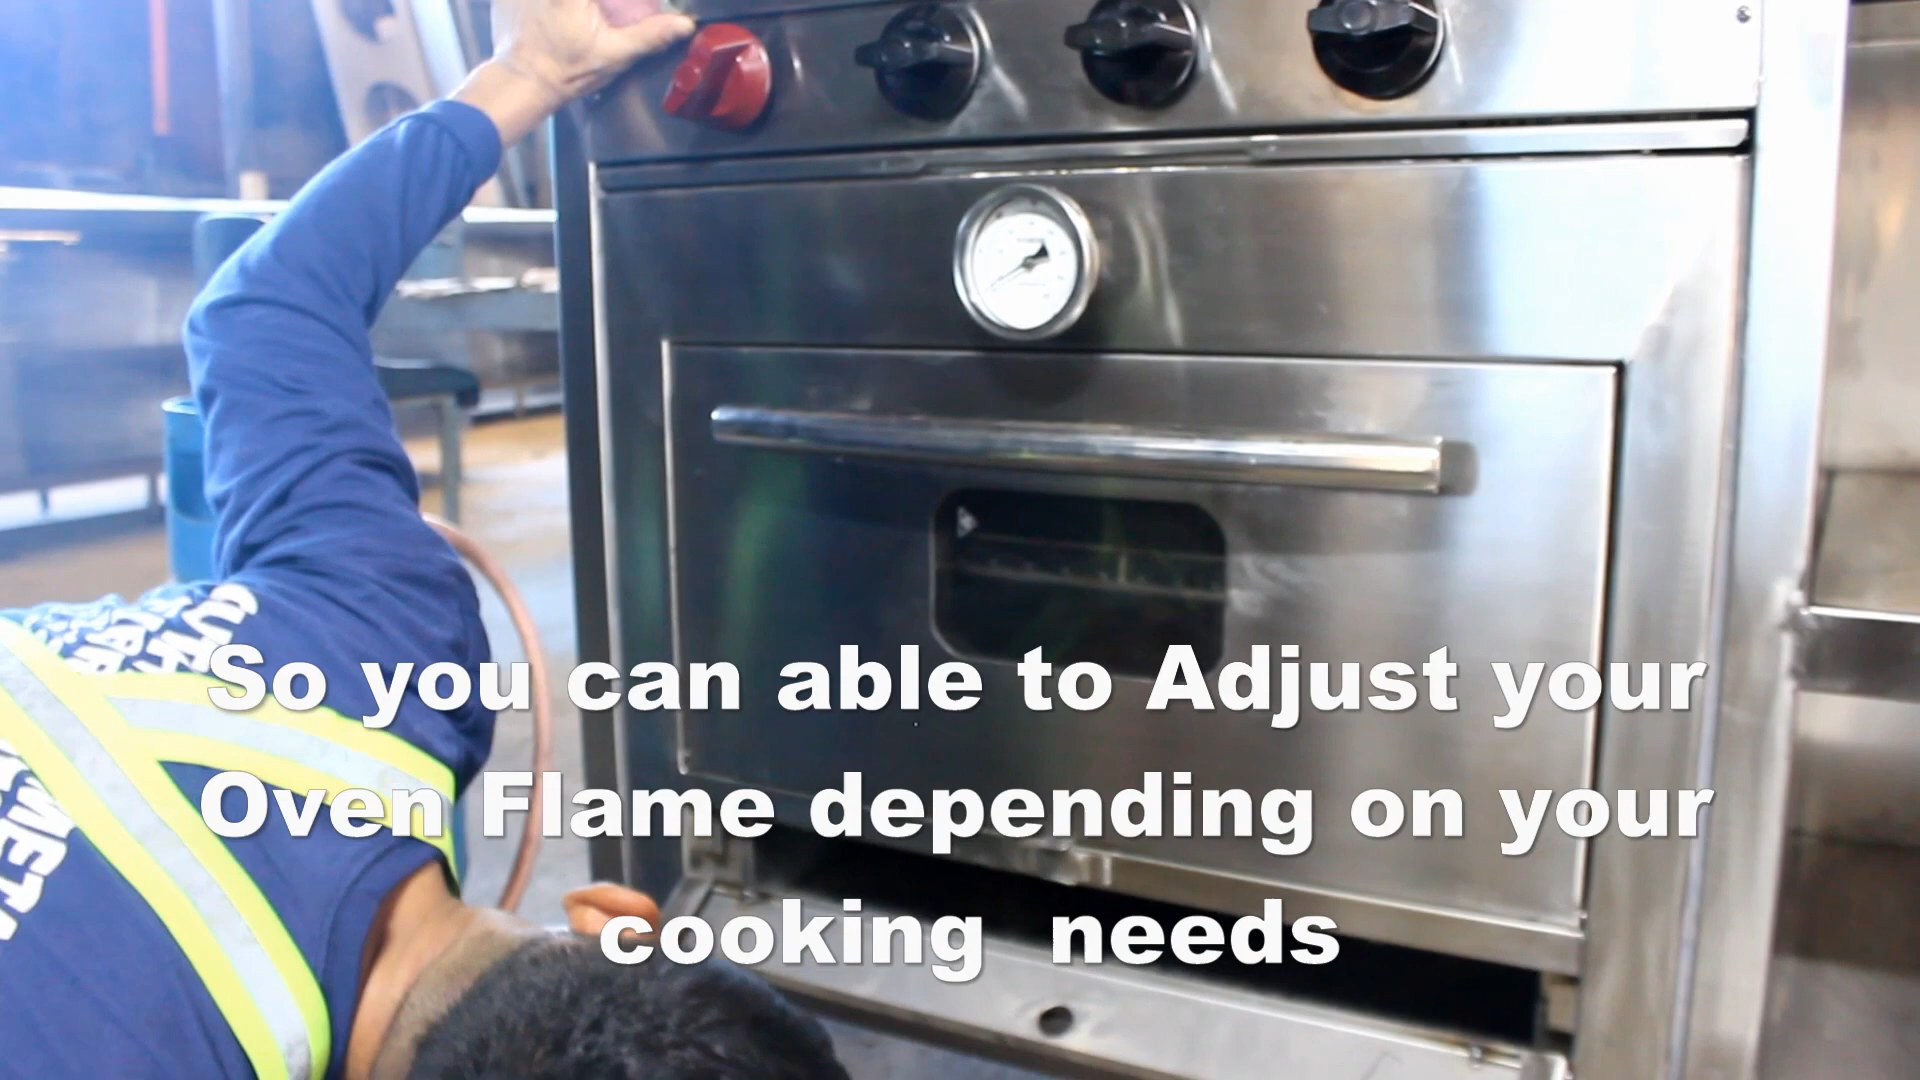 So you can able to Adjust your
Oven Flame depending on your
cooking needs